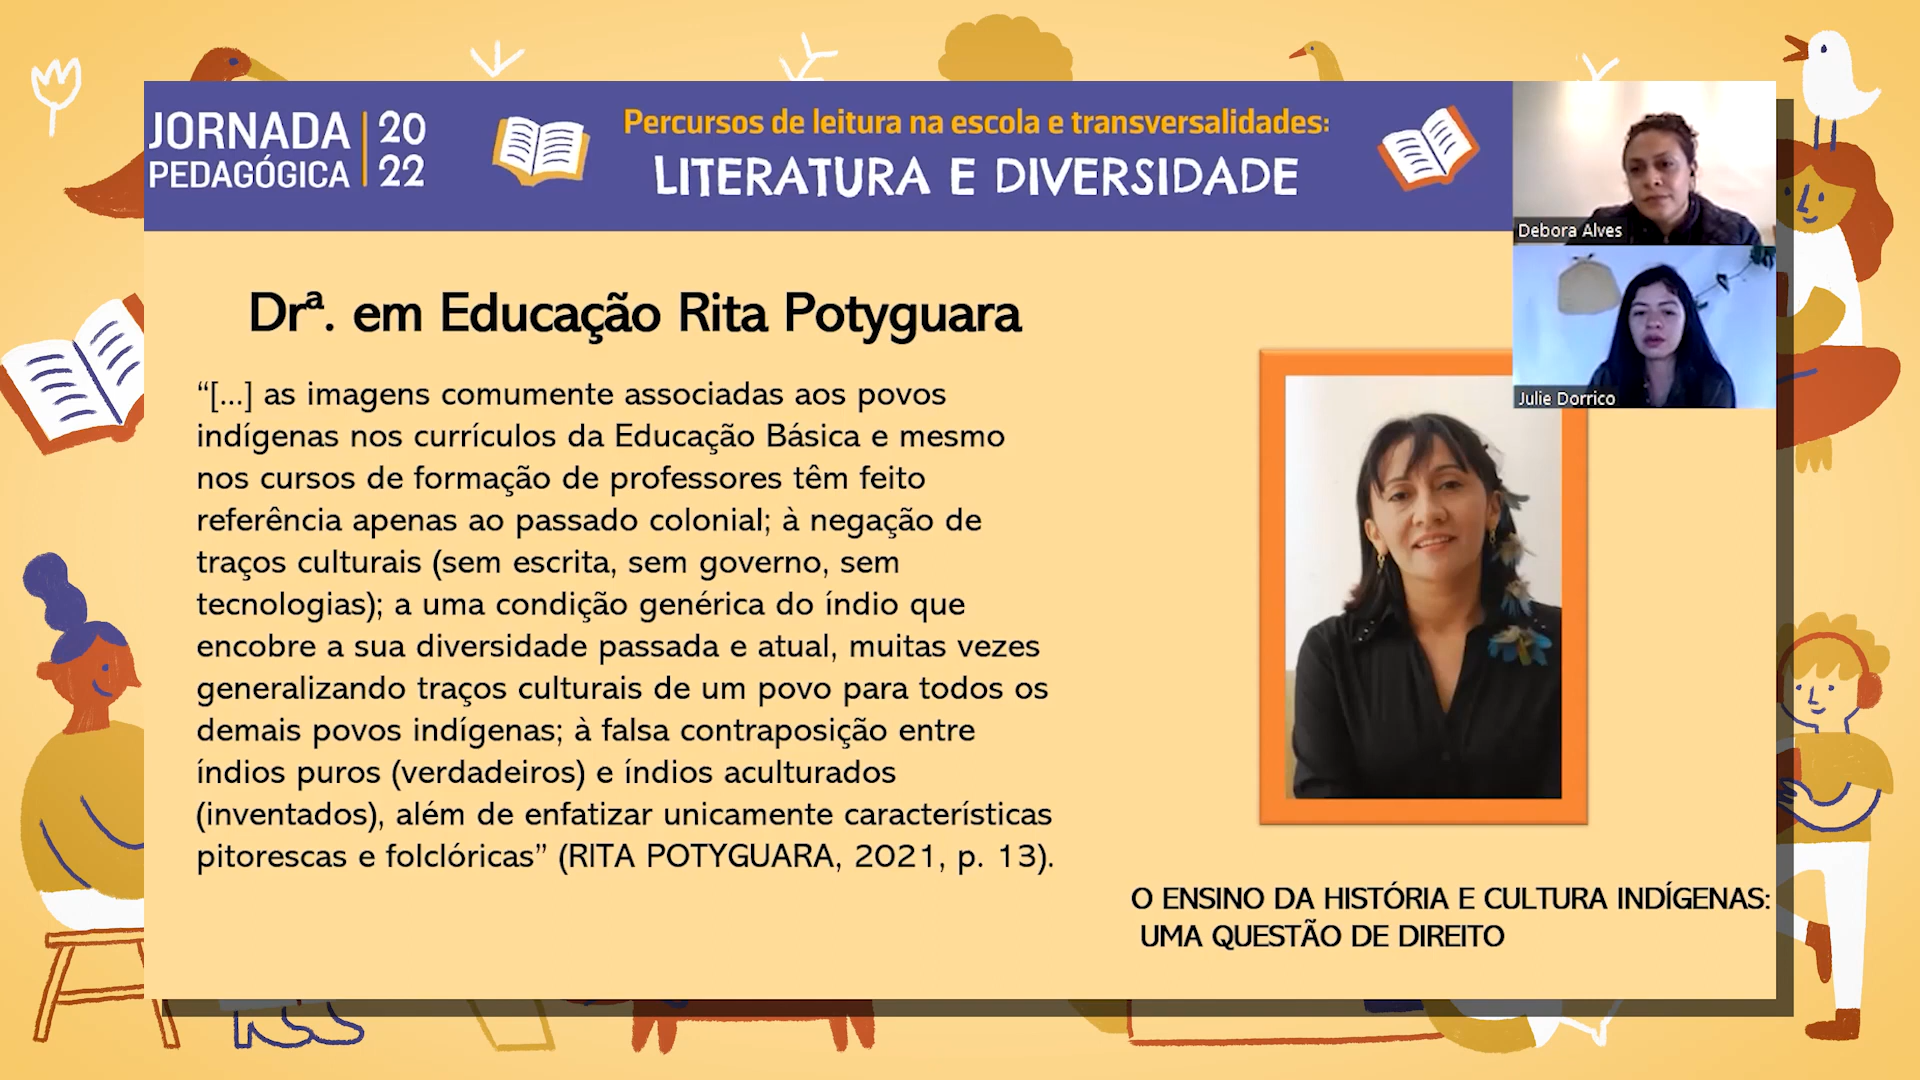 JORNADA
PEDAGÓGICA
20
22
Percursos de leitura na escola e transversalidades:
LITERATURA E DIVERSIDADE
Debora Alves
Julie Dorrico
Drª. em Educação Rita Potyguara
“[...] as imagens comumente associadas aos povos
indígenas nos currículos da Educação Básica e mesmo
nos cursos de formação de professores têm feito
referência apenas ao passado colonial; à negação de
traços culturais (sem escrita, sem governo, sem
tecnologias); a uma condição genérica do índio que
encobre a sua diversidade passada e atual, muitas vezes
generalizando traços culturais de um povo para todos os
demais povos indígenas; à falsa contraposição entre
índios puros (verdadeiros) e índios aculturados
(inventados), além de enfatizar unicamente características
pitorescas e folclóricas” (RITA POTYGUARA, 2021, p. 13).
O ENSINO DA HISTÓRIA E CULTURA INDÍGENAS:
UMA QUESTÃO DE DIREITO